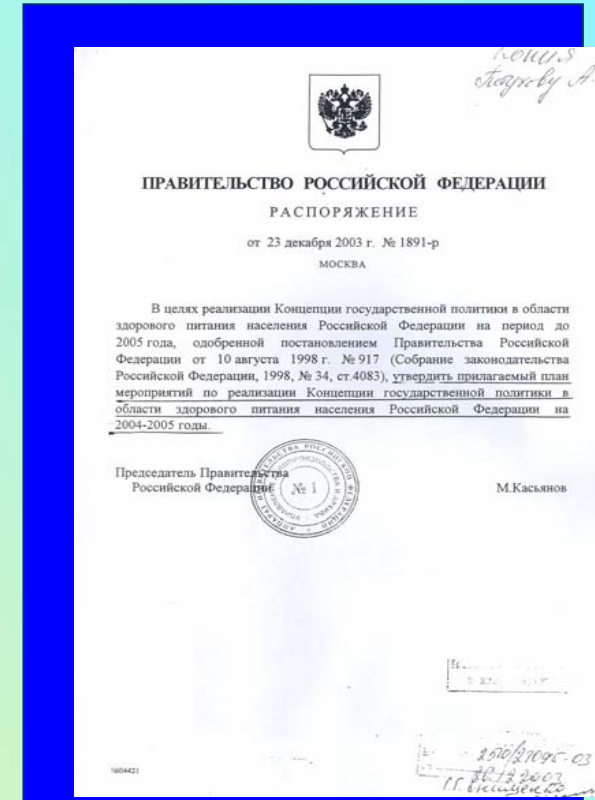 ПРАВИТЕЛЬСТВО РОССИЙСКОЙ ФЕДЕРАЦИИ
РАСПОРЯЖЕНИЕ
от 23 декабря 2003 г. № 1891-р
МОСКВА
В целях реализации Концепции государственной политики в области
здорового питания населения Российской Федерации на период до
2005 года, одобренной постановлением Правительства Российской
Федерации от 10 августа 1998 г. № 917 (Собрание законодательства
Российской Федерации, 1998, № 34, ст.4083), утвердить прилагаемый план
мероприятий по реализации Концепции государственной политики в
области здорового питания населения Российской Федерации на
2004-2005 годы.
Председатель Правительства
Российской Федерации
М.Касьянов
№ 1